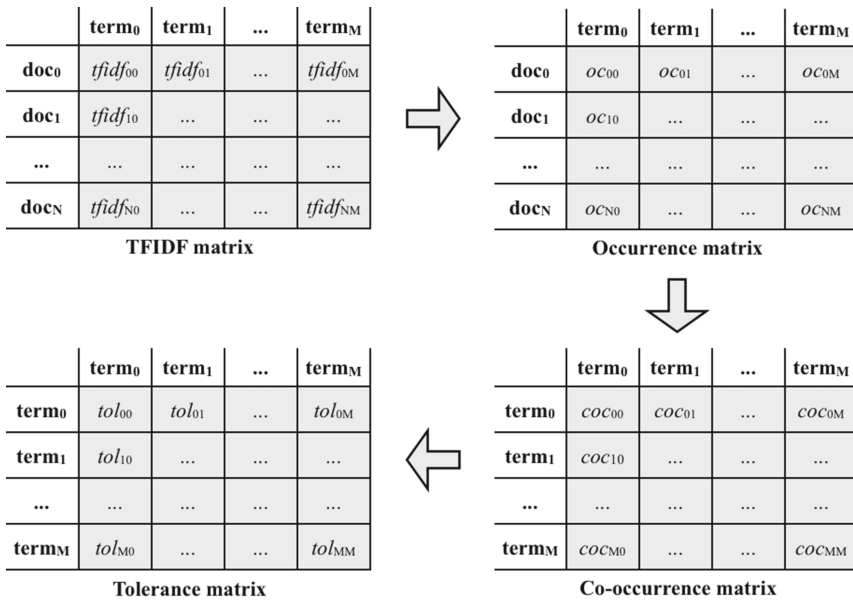 term0 term1 ... termM
doc0 tfidf00 tfidf01 ... tfidf0M
doc1 tfidf10 ... ... ...
... ... ... ... ...
docN tfidfN0 ... ... tfidfNM
TFIDF matrix
term0 term1 ... termM
doc0 oc00 oc01 ... oc0M
doc1 oc10 ... ... ...
... ... ... ... ...
docN ocN0 ... ... ocNM
Occurrence matrix
term0 term1 ... termM
term0 tol00 tol01 ... tol0M
term1 tol10 ... ... ...
... ... ... ... ...
termM tolM0 ... ... tolMM
Tolerance matrix
term0 term1 ... termM
term0 coc00 coc01 ... coc0M
term1 coc10 ... ... ...
... ... ... ... ...
termM cocM0 ... ... cocMM
Co-occurrence matrix